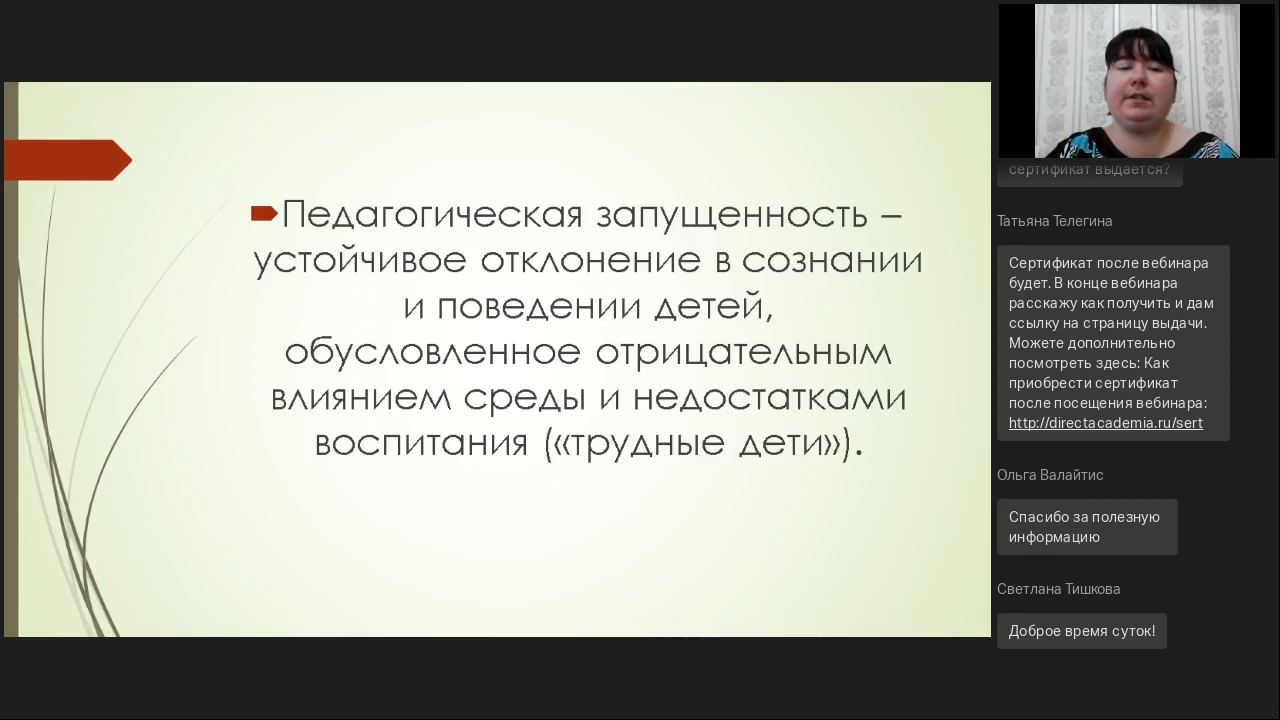 Педагогическая запущенность –
устойчивое отклонение в сознании
и поведении детей,
обусловленное отрицательным
влиянием среды и недостатками
воспитания («трудные дети»).
сертификат выдается?
Татьяна Телегина
Сертификат после вебинара
будет. В конце вебинара
расскажу как получить и дам
ссылку на страницу выдачи.
Можете дополнительно
посмотреть здесь: Как
приобрести сертификат
после посещения вебинара:
http://directacademia.ru/sert
Ольга Валайтис
Спасибо за полезную
информацию
Светлана Тишкова
Доброе время суток!